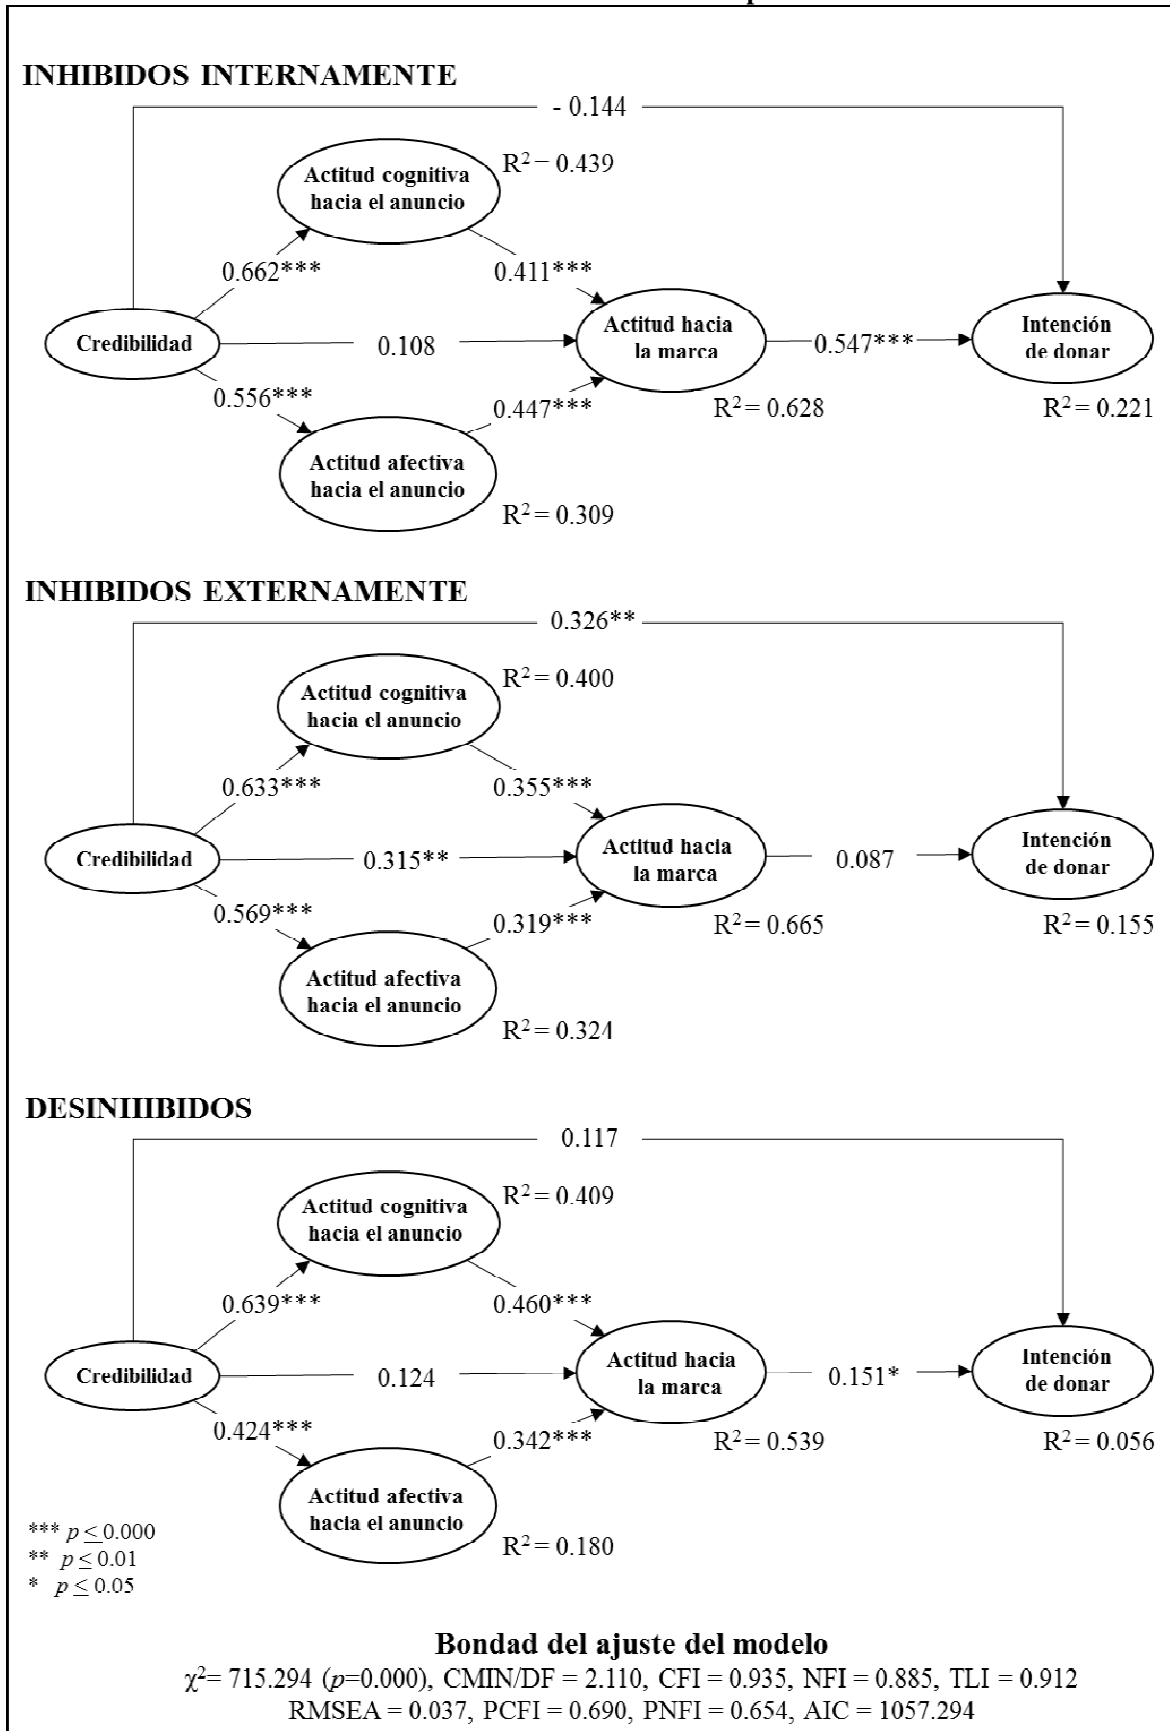 INHIBIDOS INTERNAMENTE
- 0.144
Actitud cognitiva
hacia el anuncio
R² = 0.439
0.662***
0.411***
Credibilidad
0.108
Actitud hacia
la marca
0.547***
Intención
de donar
R² = 0.628
R² = 0.221
0.556***
0.447***
Actitud afectiva
hacia el anuncio
R² = 0.309
INHIBIDOS EXTERNAMENTE
0.326**
Actitud cognitiva
hacia el anuncio
R² = 0.400
0.633***
0.355***
Credibilidad
0.315**
Actitud hacia
la marca
0.087
Intención
de donar
R² = 0.665
R² = 0.155
0.569***
0.319***
Actitud afectiva
hacia el anuncio
R² = 0.324
DESINHIBIDOS
0.117
Actitud cognitiva
hacia el anuncio
R² = 0.409
0.639***
0.460***
Credibilidad
0.124
Actitud hacia
la marca
0.151*
Intención
de donar
R² = 0.539
R² = 0.056
0.424***
0.342***
Actitud afectiva
hacia el anuncio
R² = 0.180
*** p ≤ 0.000
** p ≤ 0.01
* p ≤ 0.05
Bondad del ajuste del modelo
χ²= 715.294 (p=0.000), CMIN/DF = 2.110, CFI = 0.935, NFI = 0.885, TLI = 0.912
RMSEA = 0.037, PCFI = 0.690, PNFI = 0.654, AIC = 1057.294